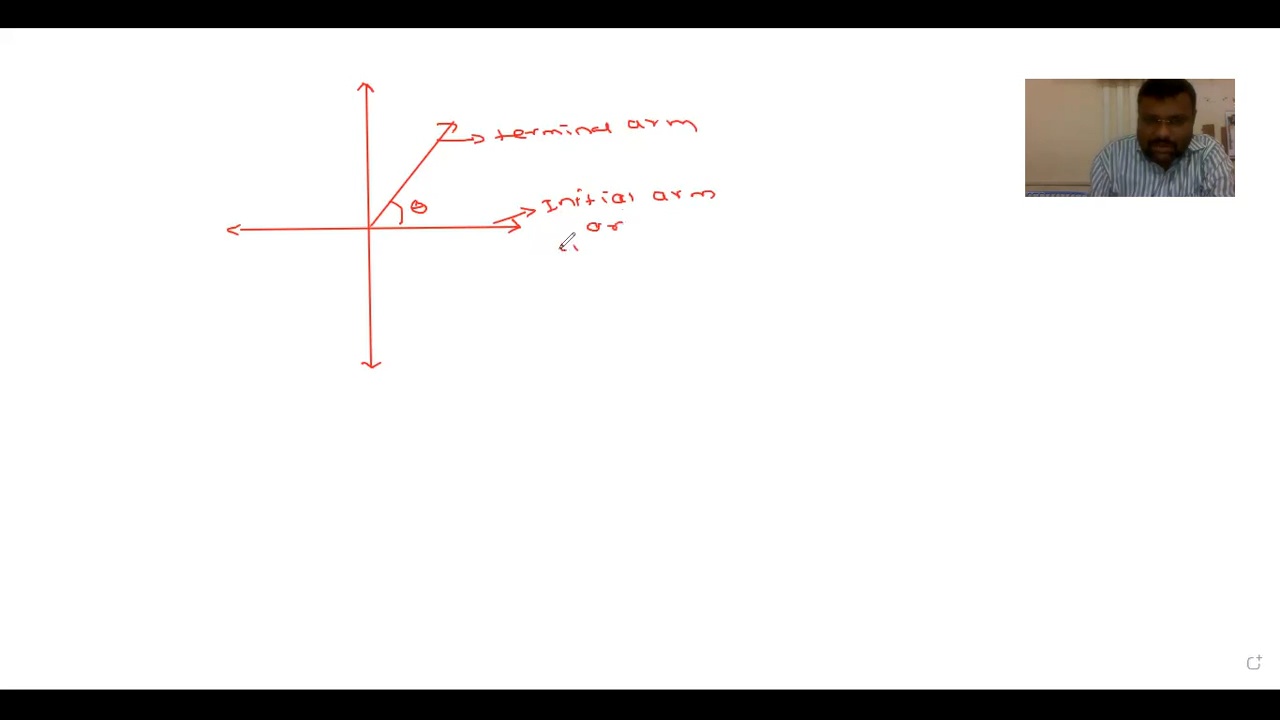 terminal arm
θ
Initial arm
or